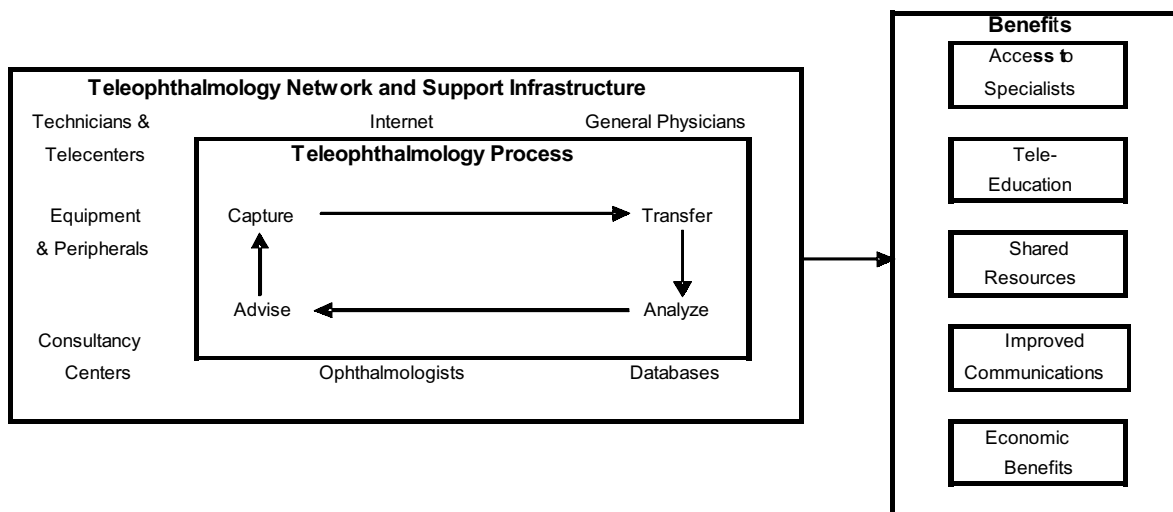 Teleophthalmology Network and Support Infrastructure
Technicians &
Telecenters
Internet
General Physicians
Teleophthalmology Process
Equipment
& Peripherals
Capture
Transfer
Advise
Analyze
Consultancy
Centers
Ophthalmologists
Databases
Benefits
Access to
Specialists
Tele-
Education
Shared
Resources
Improved
Communications
Economic
Benefits